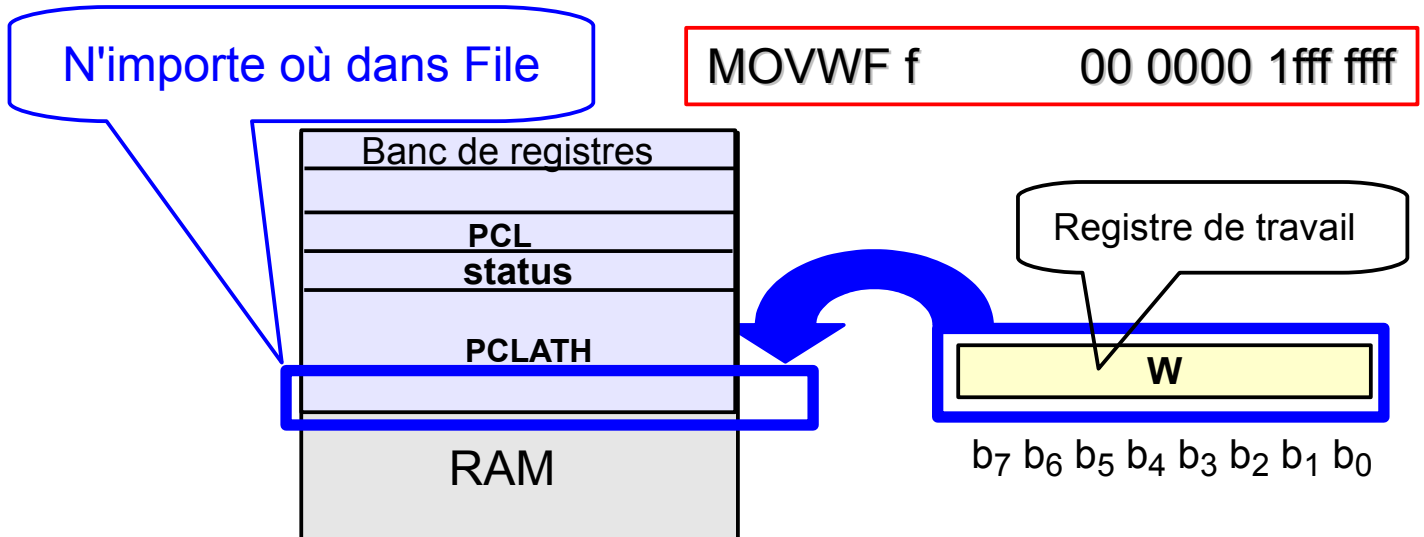 N'importe où dans File
MOVWF f 00 0000 1fff ffff
Banc de registres
PCL
status
PCLATH
RAM
Registre de travail
W
b7 b6 b5 b4 b3 b2 b1 b0